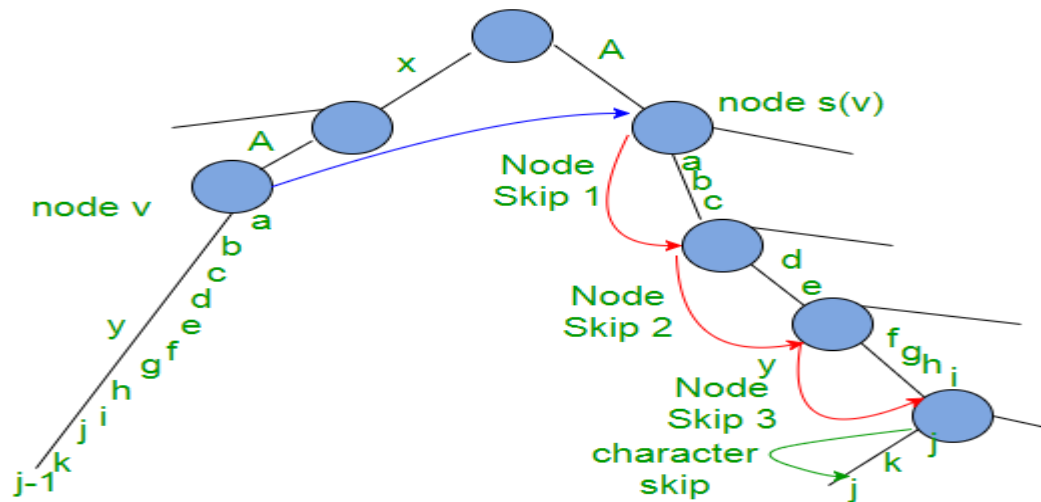 A
x
node s(v)
A
Node
Skip 1
a
b
c
node v
a
b
c
d
e
f
g
h
i
j
k
y
j-1
d
e
Node
Skip 2
y
f
g
h
i
Node
Skip 3
character
skip
j
k
j